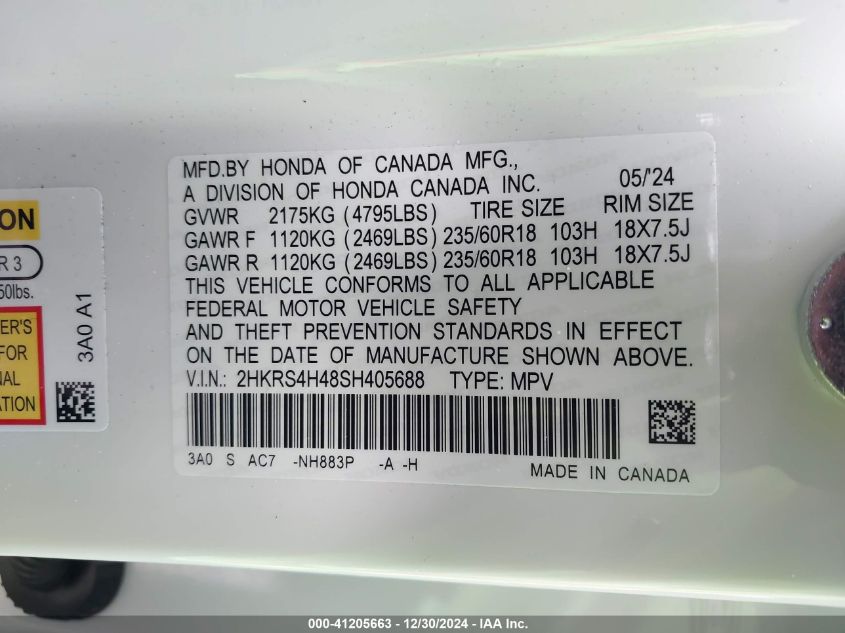 MFD.BY HONDA OF CANADA MFG.,
A DIVISION OF HONDA CANADA INC. 05/'24
GVWR 2175KG (4795LBS) TIRE SIZE RIM SIZE
GAWR F 1120KG (2469LBS) 235/60R18 103H 18X7.5J
GAWR R 1120KG (2469LBS) 235/60R18 103H 18X7.5J
THIS VEHICLE CONFORMS TO ALL APPLICABLE
FEDERAL MOTOR VEHICLE SAFETY
AND THEFT PREVENTION STANDARDS IN EFFECT
ON THE DATE OF MANUFACTURE SHOWN ABOVE.
V.I.N.: 2HKRS4H48SH405688 TYPE: MPV
3A0 S AC7 -NH883P -A -H
MADE IN CANADA
ON
R 3
50lbs.
ER'S
FOR
NAL
ATION
3A0 A1
000-41205663 - 12/30/2024 - IAA Inc.